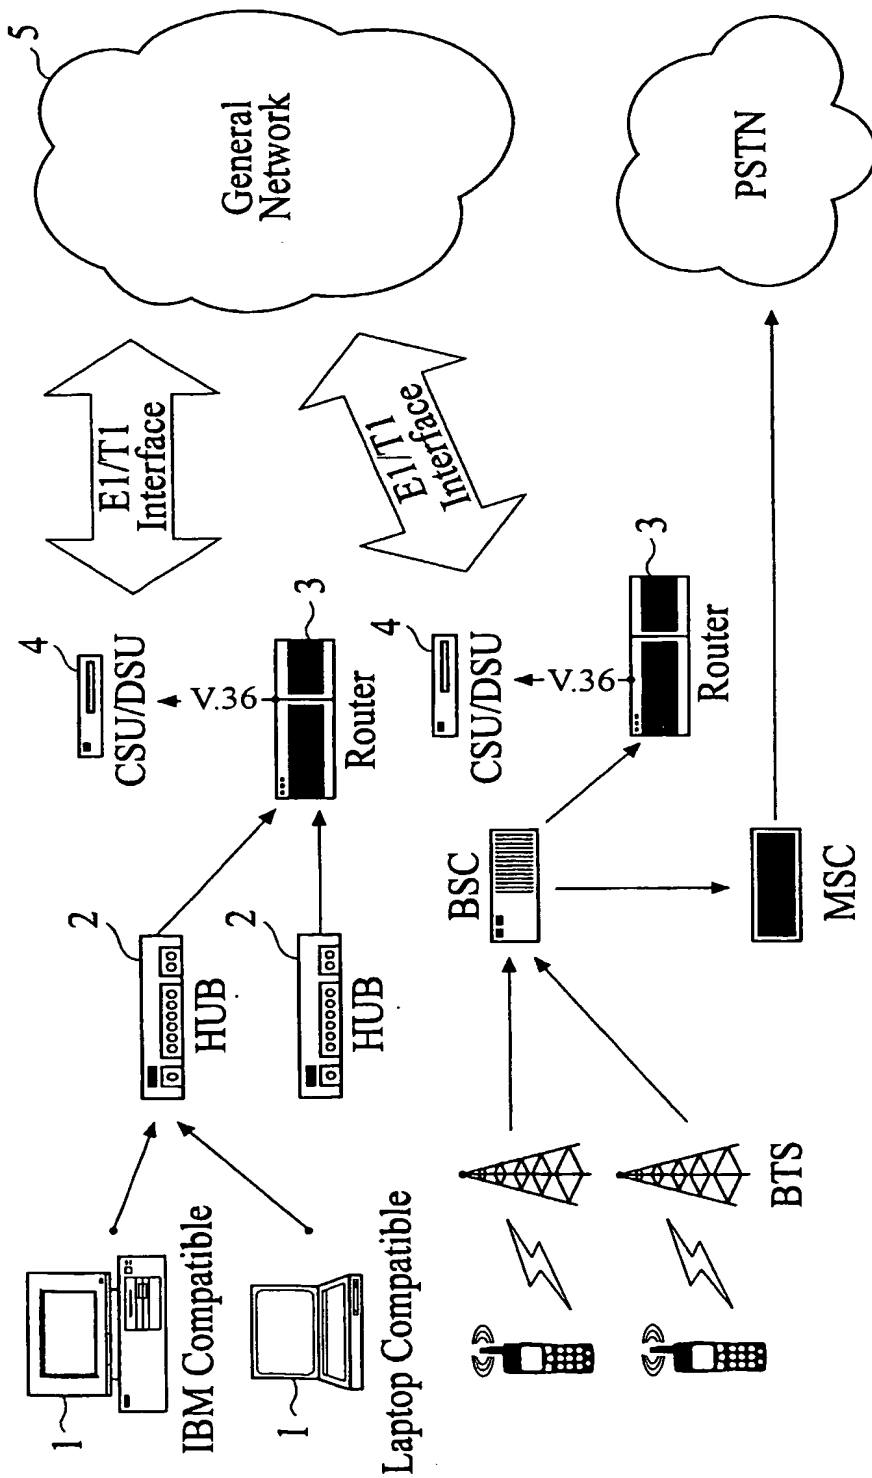 1
IBM Compatible
1
Laptop Compatible
2
HUB
2
HUB
3
Router
V.36
4
CSU/DSU
E1/T1
Interface
5
General
Network
BTS
BSC
MSC
3
Router
V.36
4
CSU/DSU
E1/T1
Interface
PSTN